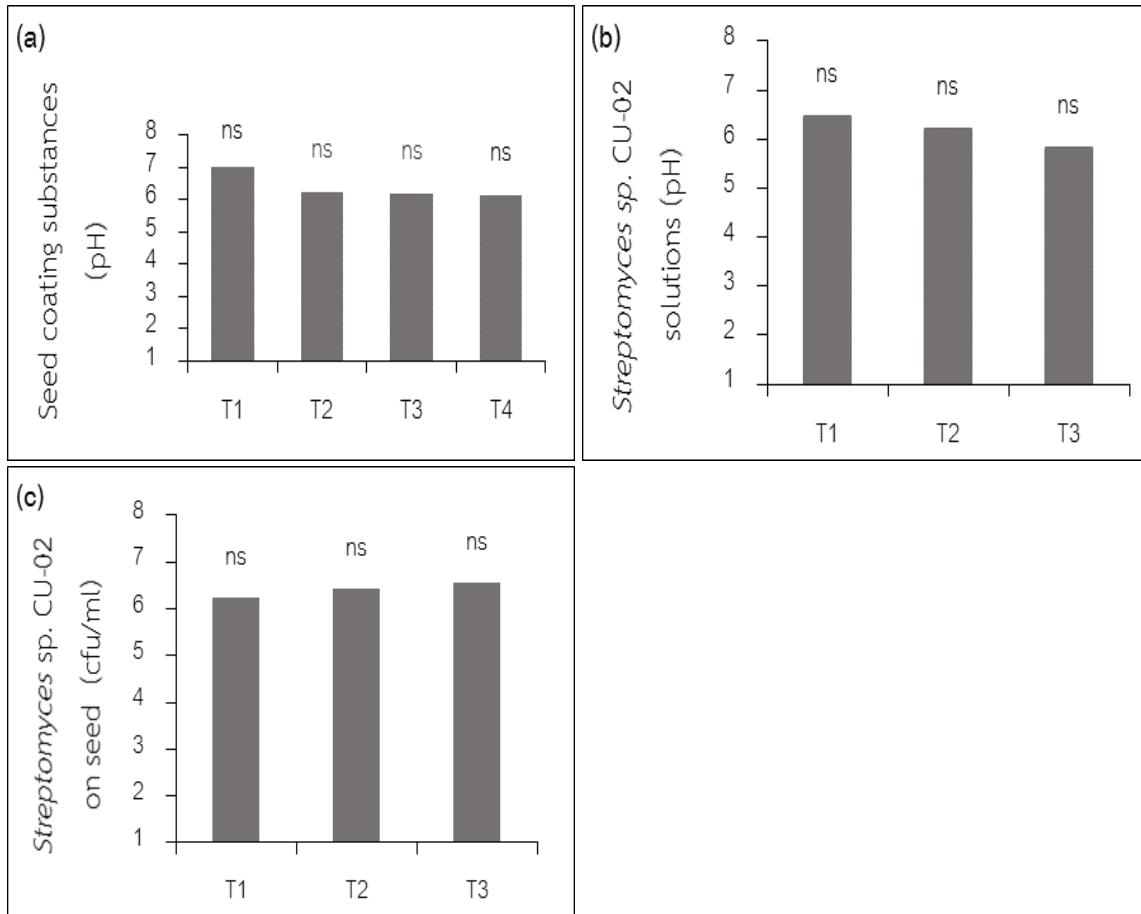 (a)
Seed coating substances
(pH)
8
7
6
5
4
3
2
1
ns
ns
ns
ns
T1
T2
T3
T4
(b)
Streptomyces sp. CU-02
solutions (pH)
8
7
6
5
4
3
2
1
ns
ns
ns
T1
T2
T3
(c)
Streptomyces sp. CU-02
on seed (cfu/ml)
8
7
6
5
4
3
2
1
ns
ns
ns
T1
T2
T3